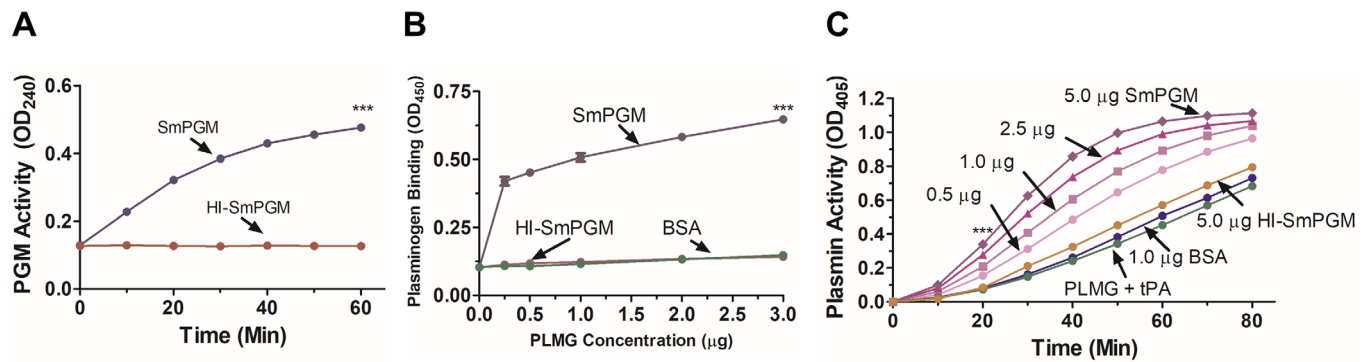 A
PGM Activity (OD240)
0.6
0.4
0.2
0.0
SmPGM
***
HI-SmPGM
0
20
40
60
Time (Min)
B
Plasminogen Binding (OD450)
0.75
0.50
0.25
0.00
SmPGM
***
HI-SmPGM
BSA
0.0
0.5
1.0
1.5
2.0
2.5
3.0
PLMG Concentration (µg)
C
Plasmin Activity (OD405)
1.2
1.0
0.8
0.6
0.4
0.2
0.0
5.0 µg SmPGM
2.5 µg
1.0 µg
0.5 µg
***
5.0 µg HI-SmPGM
1.0 µg BSA
PLMG + tPA
0
20
40
60
80
Time (Min)